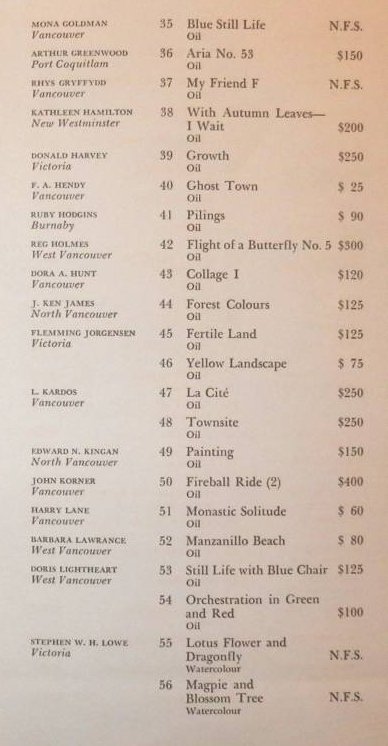 MONA GOLDMAN 35 Blue Still Life N.F.S.
Vancouver Oil
ARTHUR GREENWOOD 36 Aria No. 53 $150
Port Coquitlam Oil
RHYS GRYFFYDD 37 My Friend F N.F.S.
Vancouver Oil
KATHLEEN HAMILTON 38 With Autumn Leaves—
New Westminster I Wait $200
Oil
DONALD HARVEY 39 Growth $250
Victoria Oil
F. A. HENDY 40 Ghost Town $ 25
Vancouver Oil
RUBY HODGINS 41 Pilings $ 90
Burnaby Oil
REG HOLMES 42 Flight of a Butterfly No. 5 $300
West Vancouver Oil
DORA A. HUNT 43 Collage I $120
Vancouver Oil
J. KEN JAMES 44 Forest Colours $125
North Vancouver Oil
FLEMMING JORGENSEN 45 Fertile Land $125
Victoria Oil
46 Yellow Landscape $ 75
Oil
L. KARDOS 47 La Cité $250
Vancouver Oil
48 Townsite $250
Oil
EDWARD N. KINGAN 49 Painting $150
North Vancouver Oil
JOHN KORNER 50 Fireball Ride (2) $400
Vancouver Oil
HARRY LANE 51 Monastic Solitude $ 60
Vancouver Oil
BARBARA LAWRANCE 52 Manzanillo Beach $ 80
West Vancouver Oil
DORIS LIGHTHEART 53 Still Life with Blue Chair $125
West Vancouver Oil
54 Orchestration in Green
and Red $100
Oil
STEPHEN W. H. LOWE 55 Lotus Flower and
Victoria Dragonfly N.F.S.
Watercolour
56 Magpie and
Blossom Tree N.F.S.
Watercolour